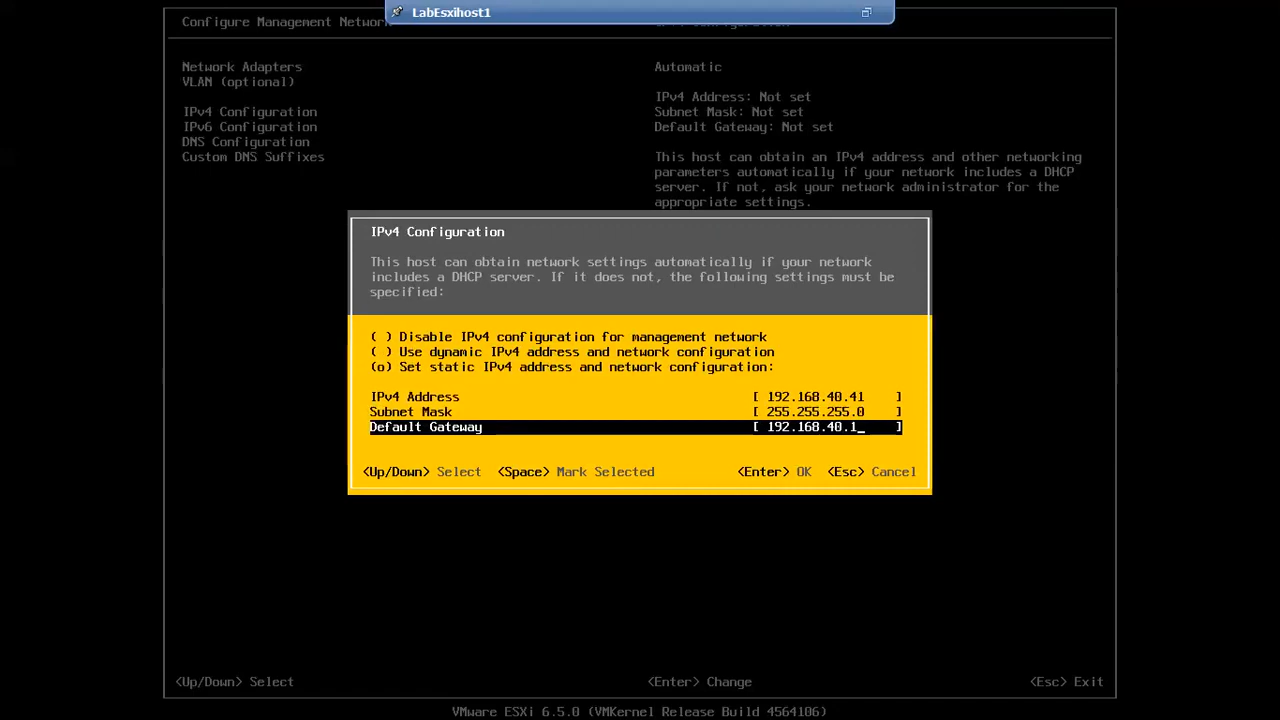 LabEsxihost1
Configure Management Network
Network Adapters
VLAN (optional)
IPv4 Configuration
IPv6 Configuration
DNS Configuration
Custom DNS Suffixes
Automatic
IPv4 Address: Not set
Subnet Mask: Not set
Default Gateway: Not set
This host can obtain an IPv4 address and other networking
parameters automatically if your network includes a DHCP
server. If not, ask your network administrator for the
appropriate settings.
IPv4 Configuration
This host can obtain network settings automatically if your network
includes a DHCP server. If it does not, the following settings must be
specified:
( ) Disable IPv4 configuration for management network
( ) Use dynamic IPv4 address and network configuration
(o) Set static IPv4 address and network configuration:
IPv4 Address [ 192.168.40.41 ]
Subnet Mask [ 255.255.255.0 ]
Default Gateway [ 192.168.40.1_ ]
<Up/Down> Select <Space> Mark Selected <Enter> OK <Esc> Cancel
<Up/Down> Select <Enter> Change <Esc> Exit
VMware ESXi 6.5.0 (VMKernel Release Build 4564106)